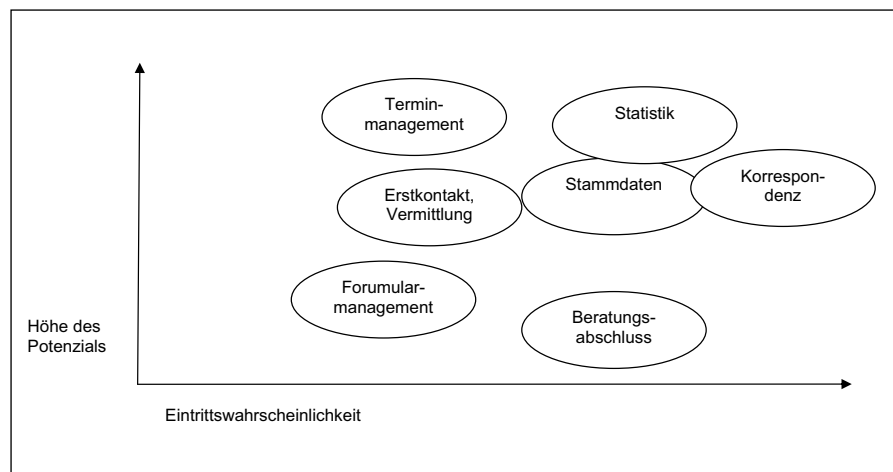 Termin-
management
Statistik
Erstkontakt,
Vermittlung
Stammdaten
Korrespon-
denz
Forumular-
management
Beratungs-
abschluss
Höhe des
Potenzials
Eintrittswahrscheinlichkeit